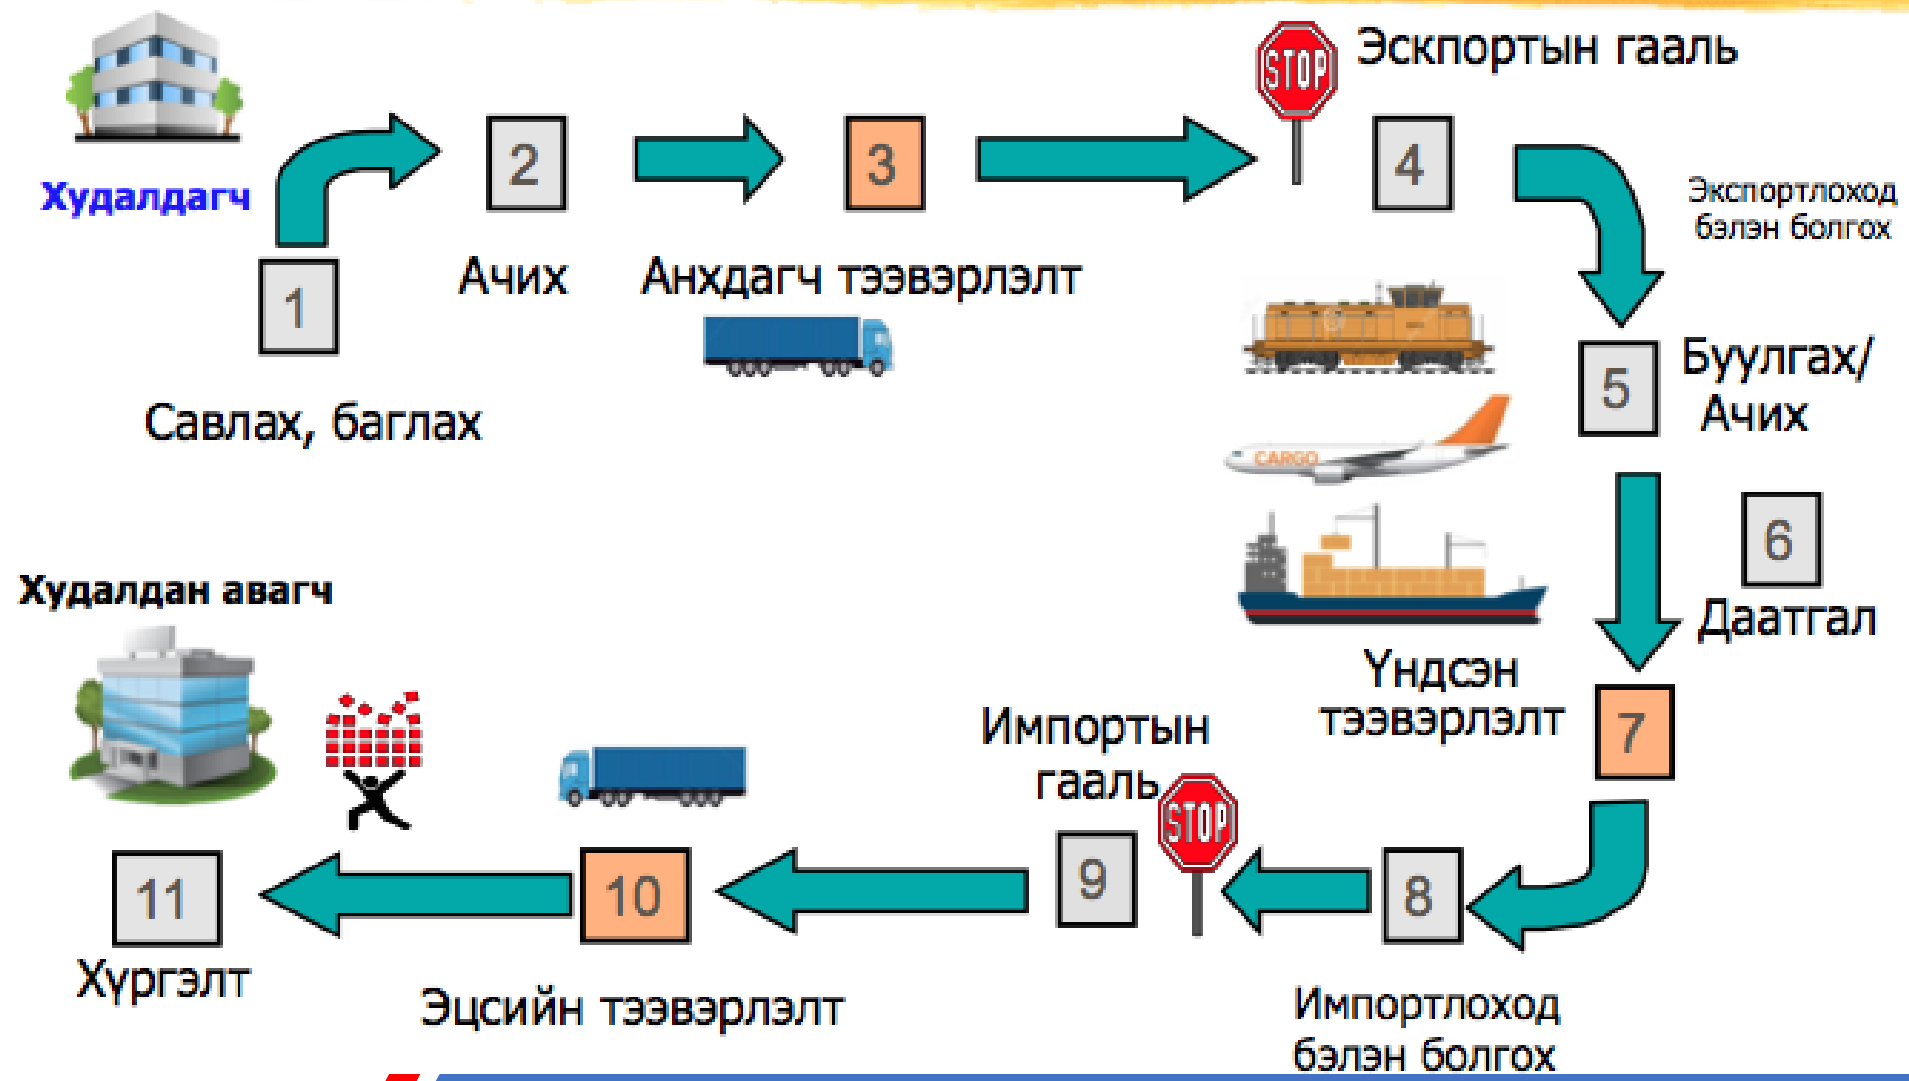 Худалдагч
1
Савлах, баглах
2
Ачих
3
Анхдагч тээвэрлэлт
STOP
Эскпортын гааль
4
Экспортлоход
бэлэн болгох
5
Буулгах/
Ачих
6
Даатгал
CARGO
Үндсэн
тээвэрлэлт
7
8
Импортлоход
бэлэн болгох
Импортын
гааль
STOP
9
10
Эцсийн тээвэрлэлт
Худалдан авагч
11
Хүргэлт